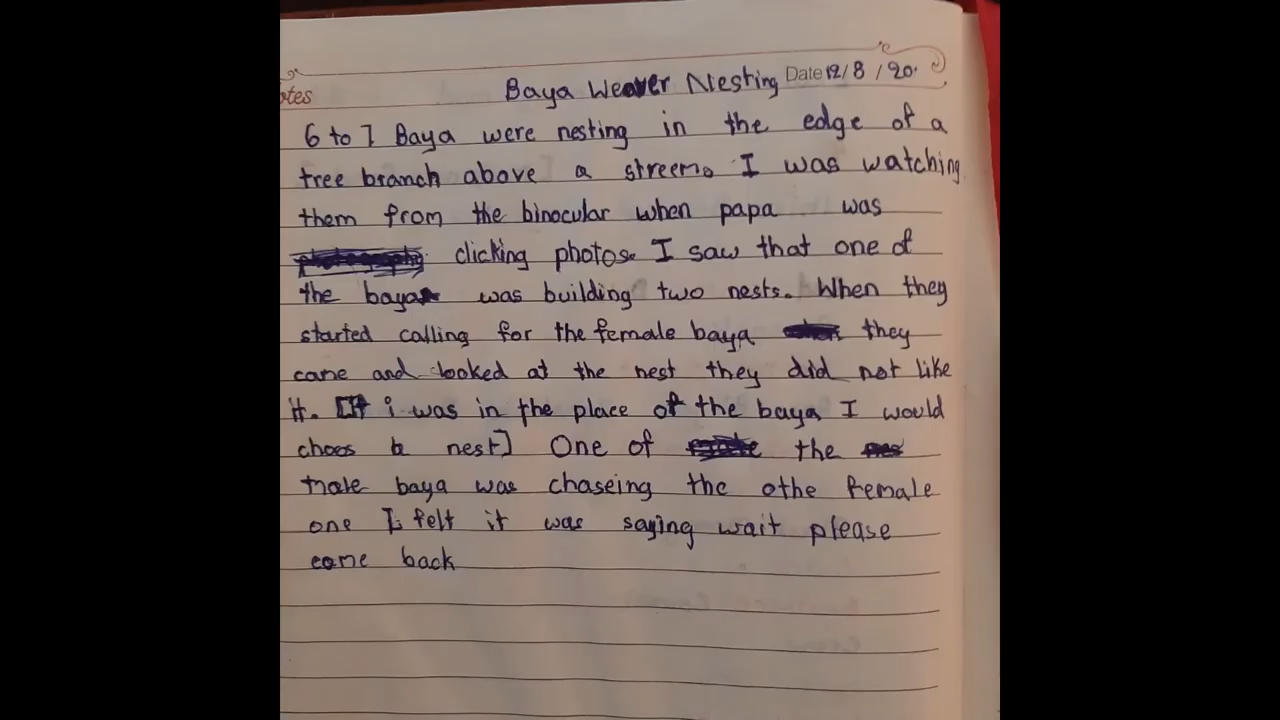 otes
Baya Weaver Nesting Date 12/8/20.
6 to 7 Baya were nesting in the edge of a
tree branch above a streem. I was watching
them from the binocular when papa was
clicking photos. I saw that one of
the baya was building two nests. When they
started calling for the female baya they
came and looked at the nest they did not like
it. [If i was in the place of the baya I would
choos a nest] One of the
male baya was chaseing the othe female
one I felt it was saying wait please
come back